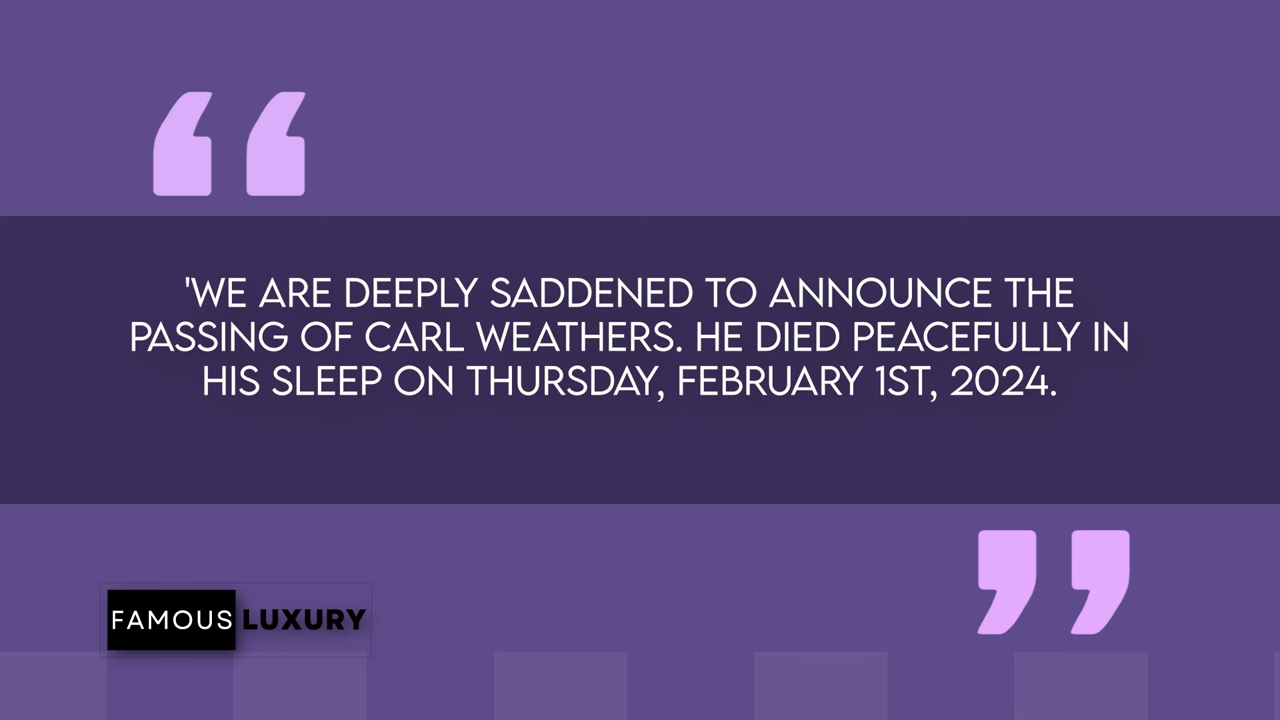 'WE ARE DEEPLY SADDENED TO ANNOUNCE THE
PASSING OF CARL WEATHERS. HE DIED PEACEFULLY IN
HIS SLEEP ON THURSDAY, FEBRUARY 1ST, 2024.
FAMOUS LUXURY